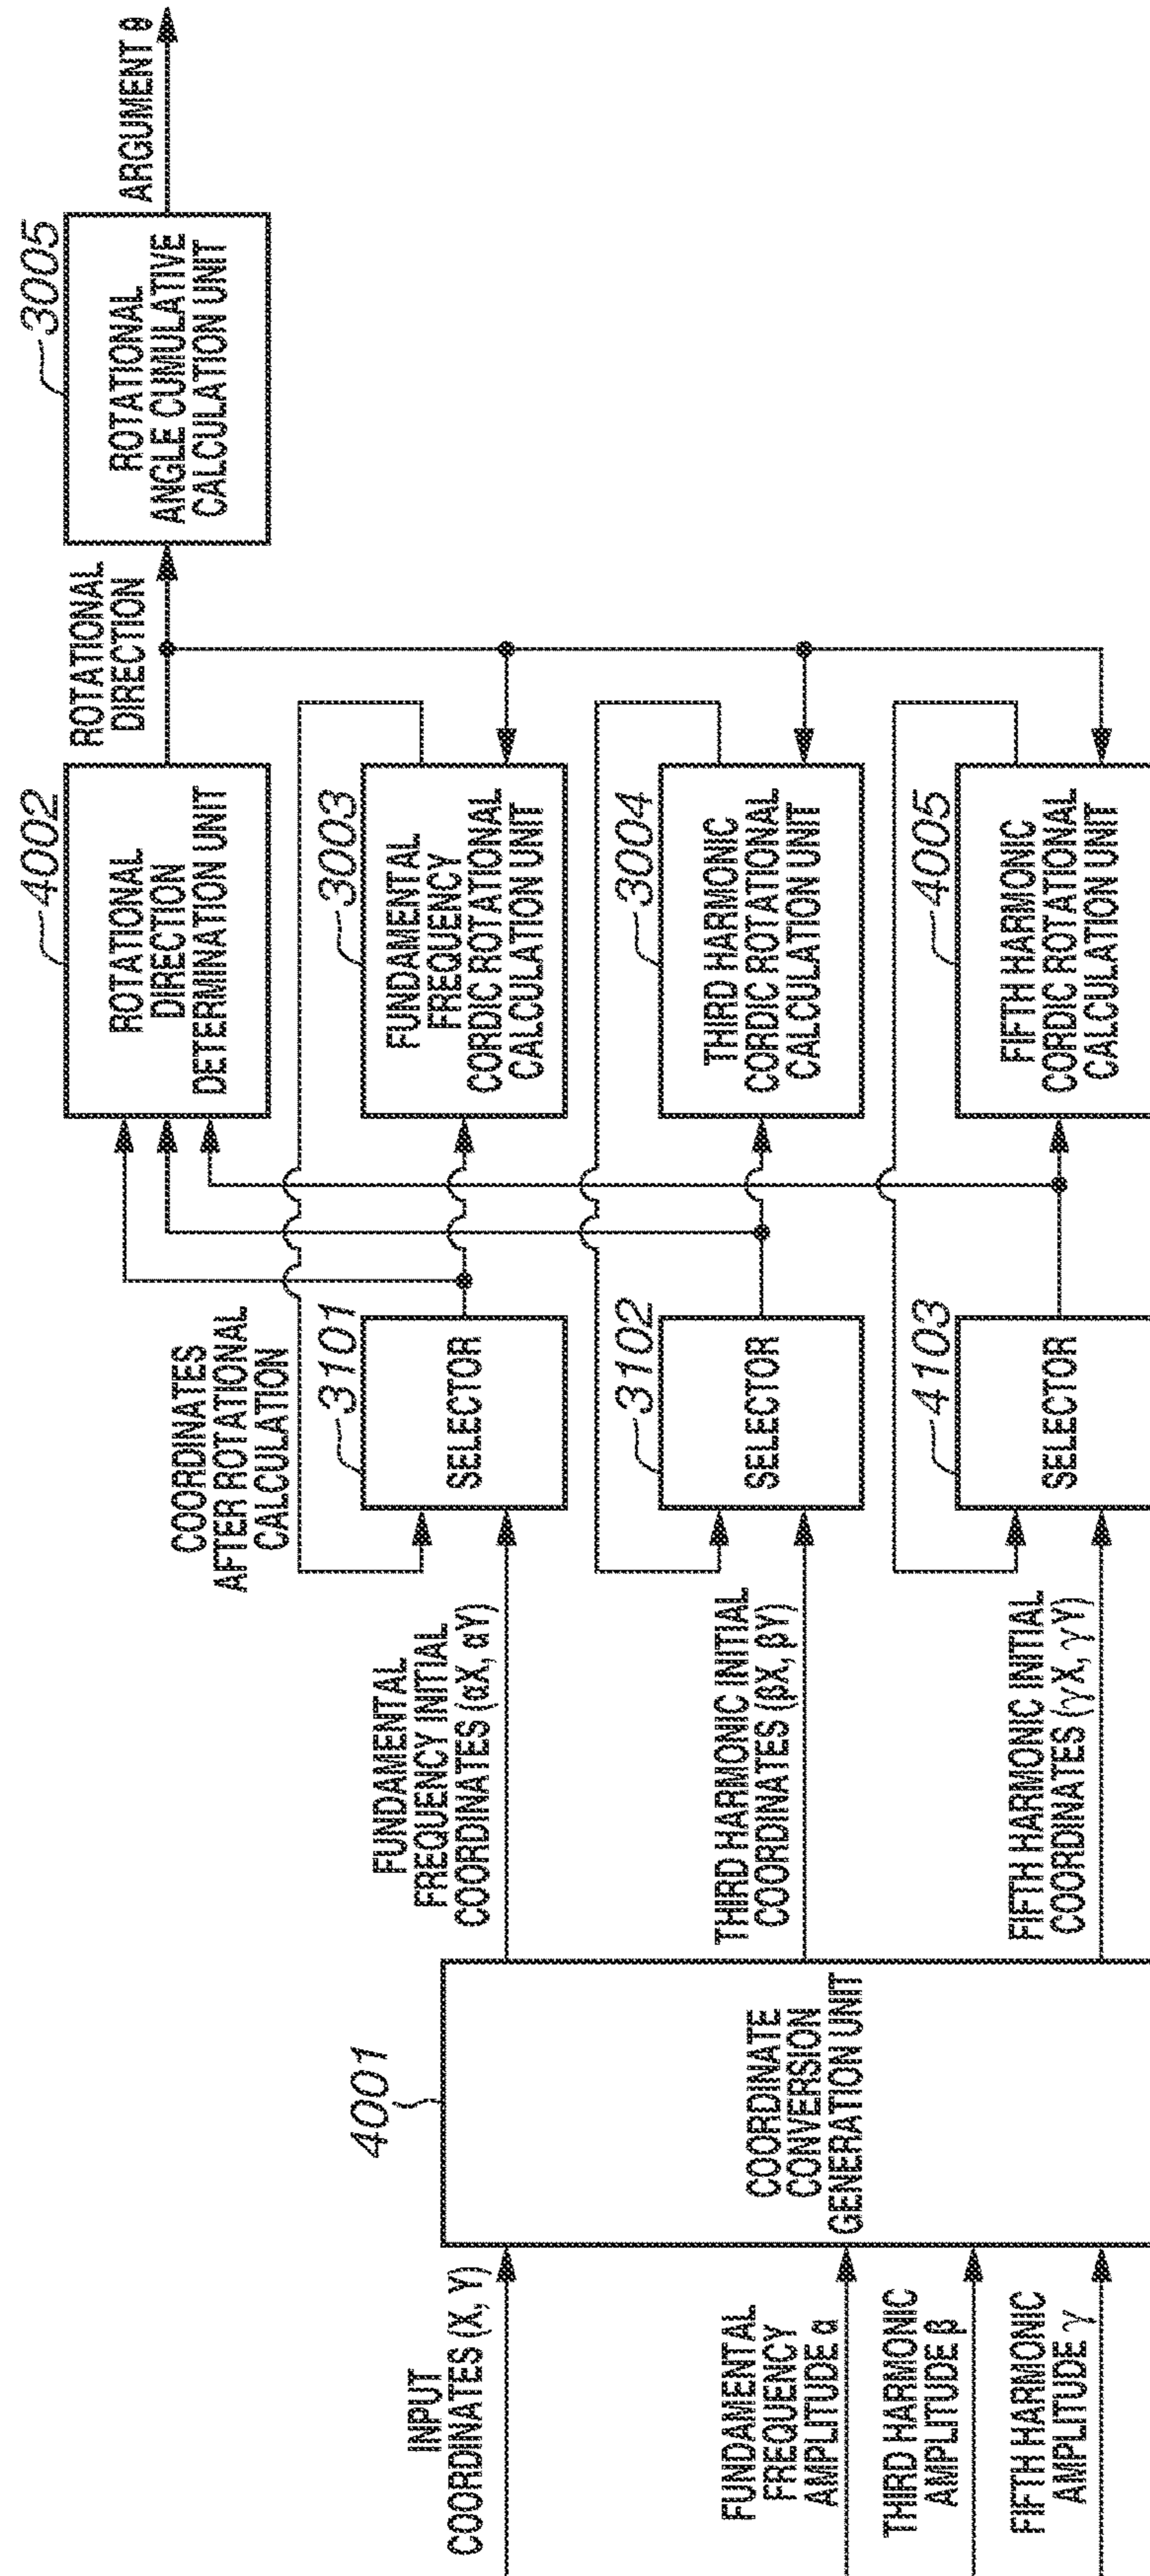 INPUT
COORDINATES (X, Y)
FUNDAMENTAL
FREQUENCY
AMPLITUDE α
THIRD HARMONIC
AMPLITUDE β
FIFTH HARMONIC
AMPLITUDE γ
4001
COORDINATE
CONVERSION
GENERATION UNIT
FUNDAMENTAL
FREQUENCY INITIAL
COORDINATES (αX, αY)
THIRD HARMONIC INITIAL
COORDINATES (βX, βY)
FIFTH HARMONIC INITIAL
COORDINATES (γX, γY)
COORDINATES
AFTER ROTATIONAL
CALCULATION
3101
SELECTOR
3102
SELECTOR
4103
SELECTOR
4002
ROTATIONAL
DIRECTION
DETERMINATION UNIT
3003
FUNDAMENTAL
FREQUENCY
CORDIC ROTATIONAL
CALCULATION UNIT
3004
THIRD HARMONIC
CORDIC ROTATIONAL
CALCULATION UNIT
4005
FIFTH HARMONIC
CORDIC ROTATIONAL
CALCULATION UNIT
ROTATIONAL
DIRECTION
3005
ROTATIONAL
ANGLE CUMULATIVE
CALCULATION UNIT
ARGUMENT θ